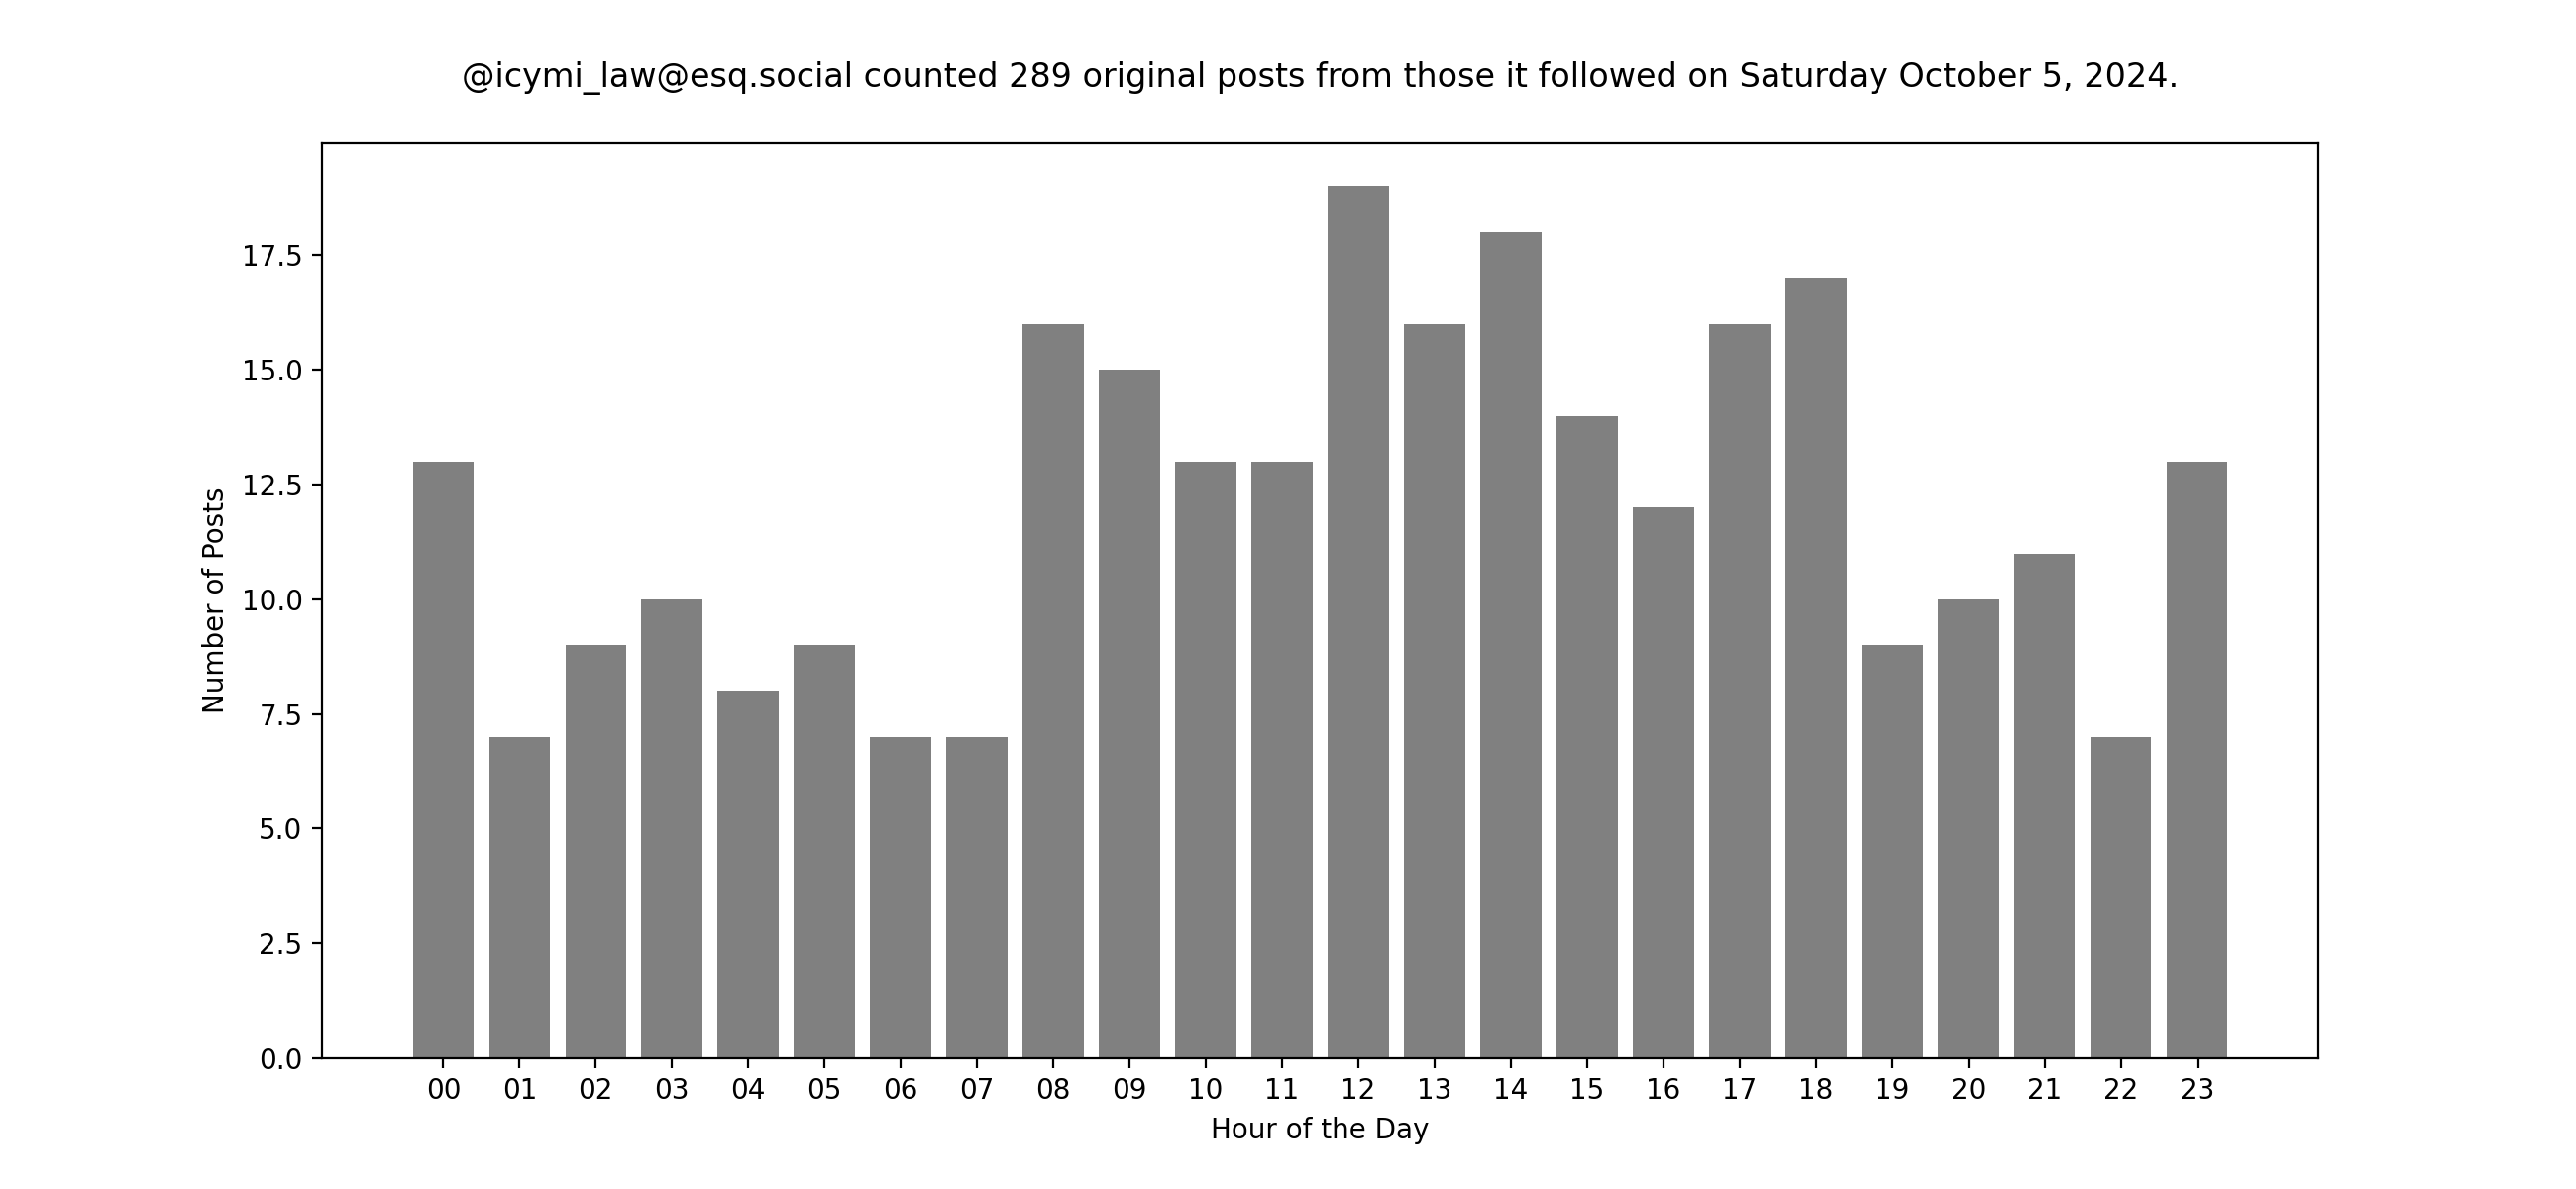 @icymi_law@esq.social counted 289 original posts from those it followed on Saturday October 5, 2024.
Number of Posts
17.5
15.0
12.5
10.0
7.5
5.0
2.5
0.0
00 01 02 03 04 05 06 07 08 09 10 11 12 13 14 15 16 17 18 19 20 21 22 23
Hour of the Day